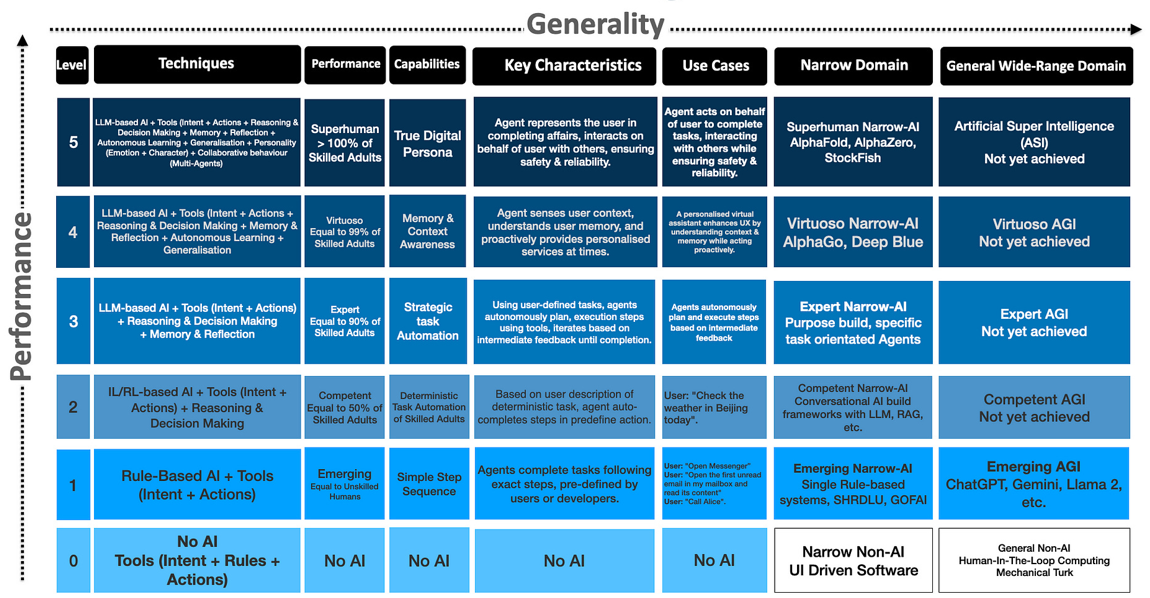 Generality
Performance
Level
Techniques
Performance
Capabilities
Key Characteristics
Use Cases
Narrow Domain
General Wide-Range Domain
5
LLM-based AI + Tools (Intent + Actions + Reasoning &
Decision Making + Memory + Reflection +
Autonomous Learning + Generalisation + Personality
(Emotion + Character) + Collaborative behaviour
(Multi-Agents)
Superhuman
> 100% of
Skilled Adults
True Digital
Persona
Agent represents the user in
completing affairs, interacts on
behalf of user with others, ensuring
safety & reliability.
Agent acts on behalf
of user to complete
tasks, interacting
with others while
ensuring safety &
reliability.
Superhuman Narrow-AI
AlphaFold, AlphaZero,
StockFish
Artificial Super Intelligence
(ASI)
Not yet achieved
4
LLM-based AI + Tools (Intent + Actions +
Reasoning & Decision Making + Memory &
Reflection + Autonomous Learning +
Generalisation
Virtuoso
Equal to 99% of
Skilled Adults
Memory &
Context
Awareness
Agent senses user context,
understands user memory, and
proactively provides personalised
services at times.
A personalised virtual
assistant enhances UX by
understanding context &
memory while acting
proactively.
Virtuoso Narrow-AI
AlphaGo, Deep Blue
Virtuoso AGI
Not yet achieved
3
LLM-based AI + Tools (Intent + Actions)
+ Reasoning & Decision Making
+ Memory & Reflection
Expert
Equal to 90% of
Skilled Adults
Strategic
task
Automation
Using user-defined tasks, agents
autonomously plan, execution steps
using tools, iterates based on
intermediate feedback until completion.
Agents autonomously
plan and execute steps
based on intermediate
feedback
Expert Narrow-AI
Purpose build, specific
task orientated Agents
Expert AGI
Not yet achieved
2
IL/RL-based AI + Tools (Intent +
Actions) + Reasoning &
Decision Making
Competent
Equal to 50% of
Skilled Adults
Deterministic
Task Automation
of Skilled Adults
Based on user description of
deterministic task, agent auto-
completes steps in predefine action.
User: "Check the
weather in Beijing
today".
Competent Narrow-AI
Conversational AI build
frameworks with LLM, RAG,
etc.
Competent AGI
Not yet achieved
1
Rule-Based AI + Tools
(Intent + Actions)
Emerging
Equal to Unskilled
Humans
Simple Step
Sequence
Agents complete tasks following
exact steps, pre-defined by
users or developers.
User: "Open Messenger"
User: "Open the first unread
email in my mailbox and
read its content"
User: "Call Alice".
Emerging Narrow-AI
Single Rule-based
systems, SHRDLU, GOFAI
Emerging AGI
ChatGPT, Gemini, Llama 2,
etc.
0
No AI
Tools (Intent + Rules +
Actions)
No AI
No AI
No AI
No AI
Narrow Non-AI
UI Driven Software
General Non-AI
Human-In-The-Loop Computing
Mechanical Turk